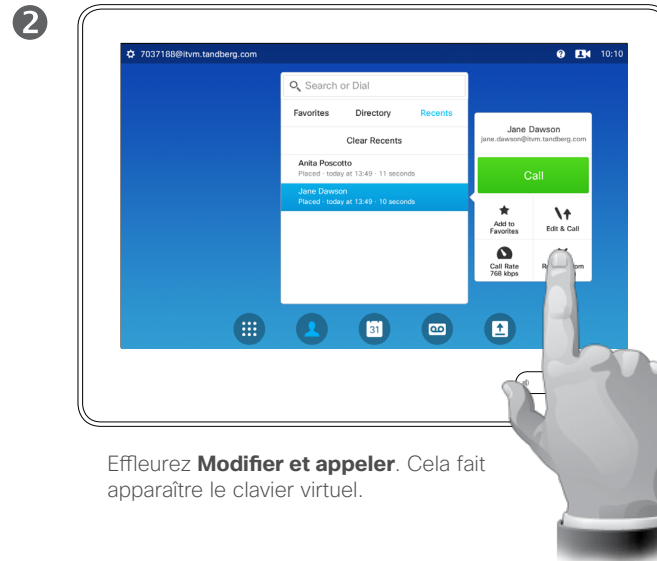 2
7037188@itvm.tandberg.com
? 10:10
Search or Dial
Favorites Directory Recents
Clear Recents
Anita Poscotto
Placed · today at 13:49 · 11 seconds
Jane Dawson
Placed · today at 13:49 · 10 seconds
Jane Dawson
jane.dawson@itvm.tandberg.com
Call
Add to
Favorites
Edit & Call
Call Rate
768 kbps
31
Effleurez Modifier et appeler. Cela fait
apparaître le clavier virtuel.